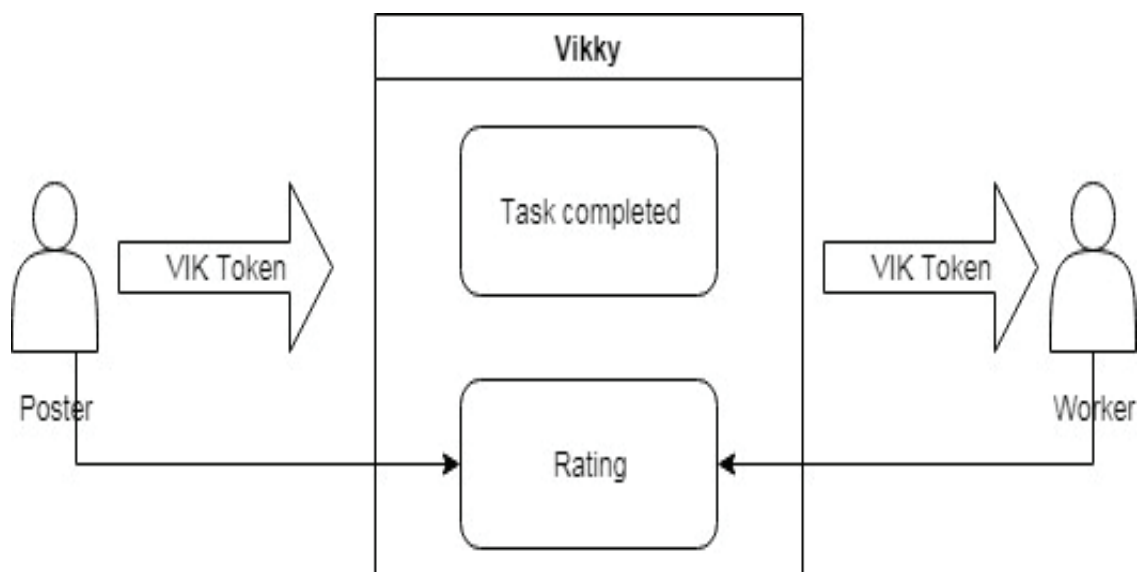 Vikky
Task completed
VIK Token
VIK Token
Poster
Worker
Rating